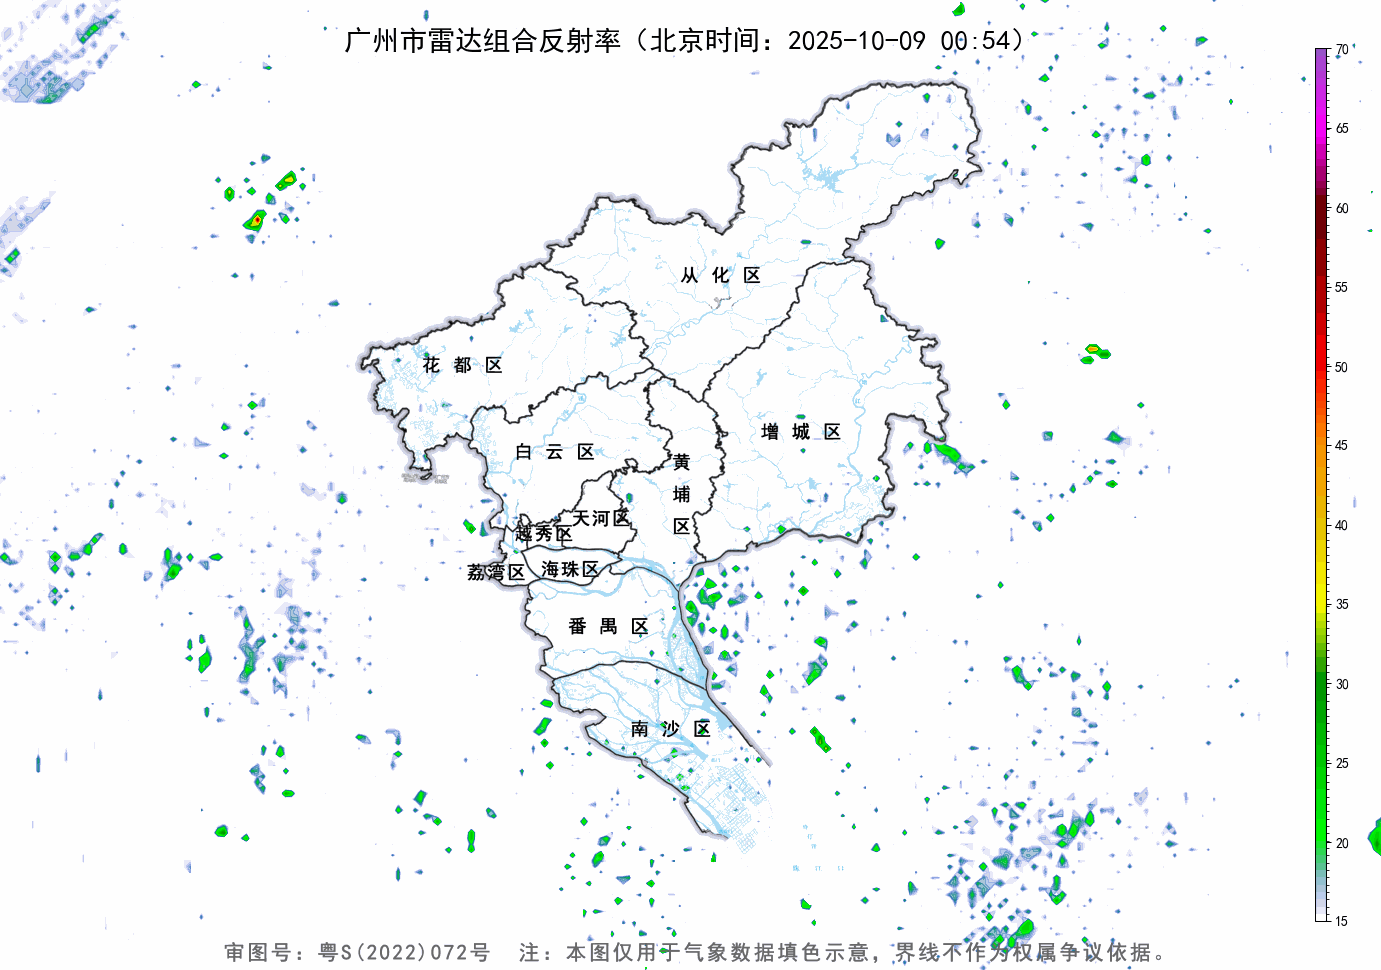 广州市雷达组合反射率（北京时间：2025-10-09 00:54）
70
65
60
55
50
45
40
35
30
25
20
15
从化区
花都区
增城区
白云区
黄埔区
天河区
越秀区
海珠区
荔湾区
番禺区
南沙区
审图号：粤S(2022)072号 注：本图仅用于气象数据填色示意，界线不作为权属争议依据。